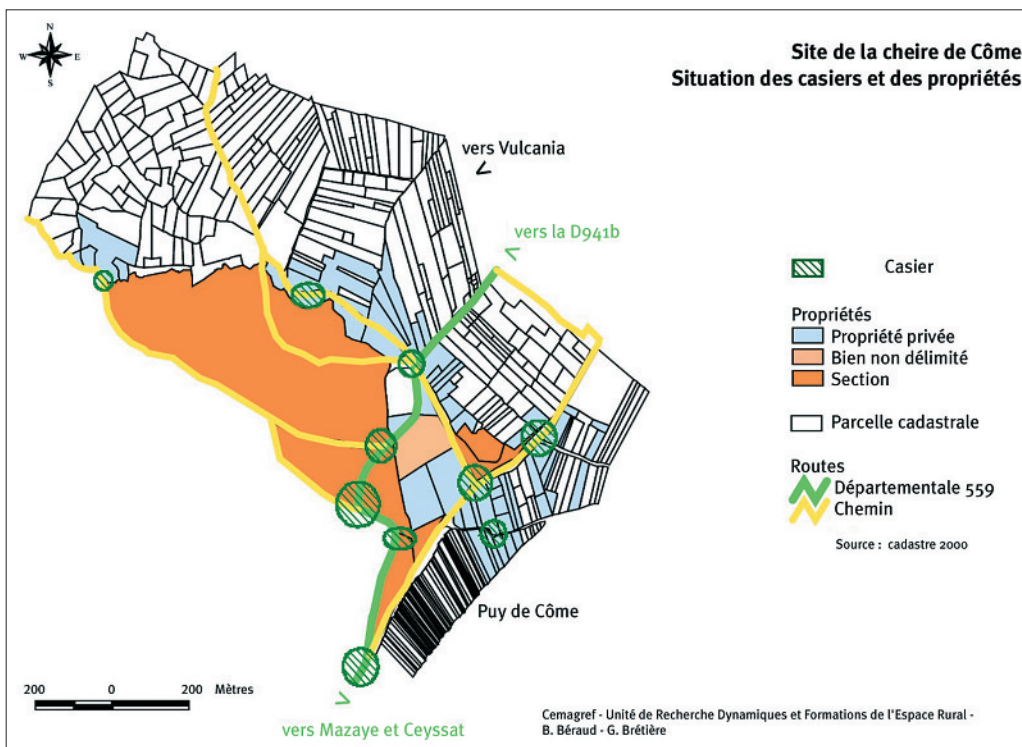 Site de la cheire de Côme
Situation des casiers et des propriétés
N
W
E
S
vers Vulcania
vers la D941b
Casier
Propriétés
Propriété privée
Bien non délimité
Section
Parcelle cadastrale
Routes
Départementale 559
Chemin
Source : cadastre 2000
Puy de Côme
200 0 200 Mètres
vers Mazaye et Ceyssat
Cemagref - Unité de Recherche Dynamiques et Formations de l'Espace Rural -
B. Béraud - G. Brétière